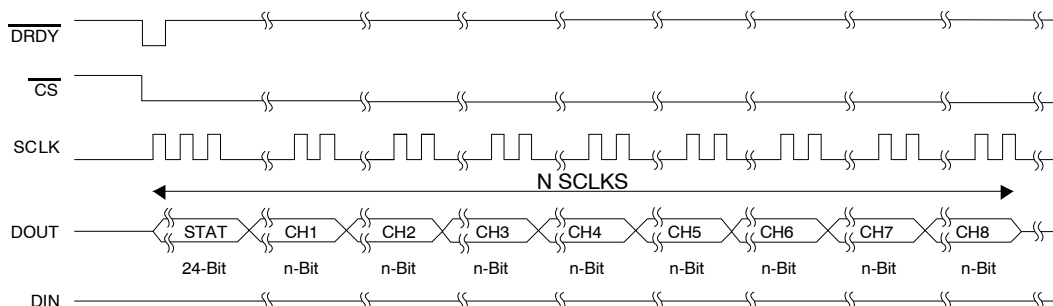 DRDY
CS
SCLK
N SCLKS
DOUT STAT CH1 CH2 CH3 CH4 CH5 CH6 CH7 CH8
24-Bit n-Bit n-Bit n-Bit n-Bit n-Bit n-Bit n-Bit n-Bit
DIN